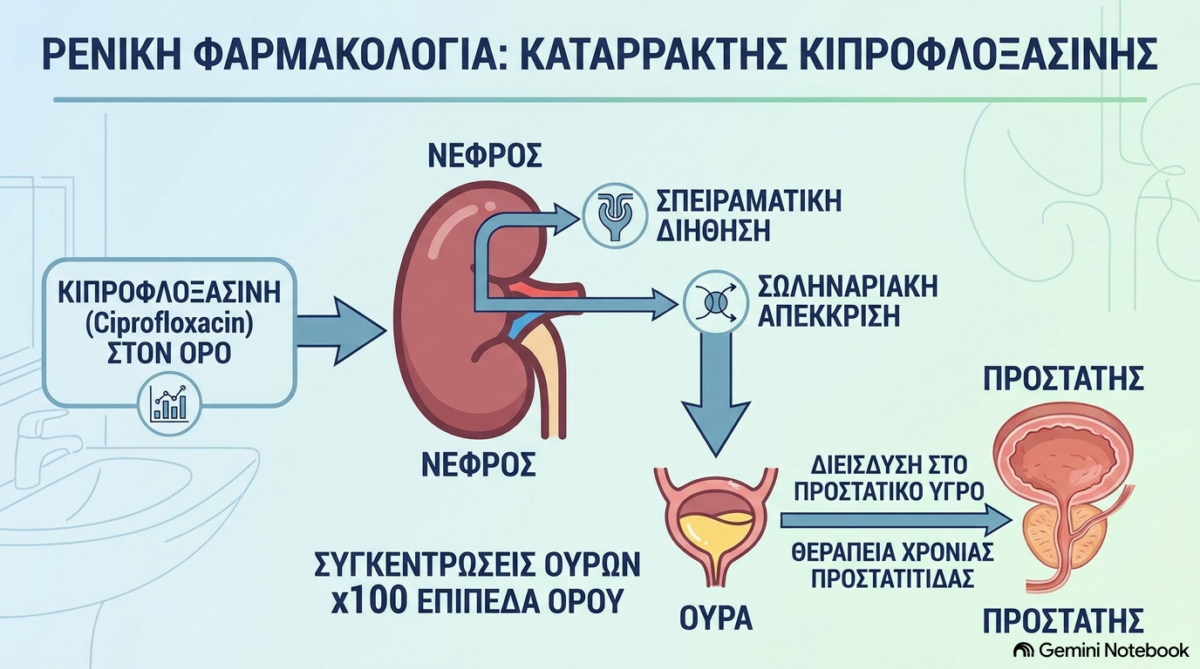 ΡΕΝΙΚΗ ΦΑΡΜΑΚΟΛΟΓΙΑ: ΚΑΤΑΡΡΑΚΤΗΣ ΚΙΠΡΟΦΛΟΞΑΣΙΝΗΣ
ΝΕΦΡΟΣ
ΣΠΕΙΡΑΜΑΤΙΚΗ
ΔΙΗΘΗΣΗ
ΚΙΠΡΟΦΛΟΞΑΣΙΝΗ
(Ciprofloxacin)
ΣΤΟΝ ΟΡΟ
ΣΩΛΗΝΑΡΙΑΚΗ
ΑΠΕΚΚΡΙΣΗ
ΝΕΦΡΟΣ
ΠΡΟΣΤΑΤΗΣ
ΔΙΕΙΣΔΥΣΗ ΣΤΟ
ΠΡΟΣΤΑΤΙΚΟ ΥΓΡΟ
ΘΕΡΑΠΕΙΑ ΧΡΟΝΙΑΣ
ΠΡΟΣΤΑΤΙΤΙΔΑΣ
ΣΥΓΚΕΝΤΡΩΣΕΙΣ ΟΥΡΩΝ
x100 ΕΠΙΠΕΔΑ ΟΡΟΥ
ΟΥΡΑ
ΠΡΟΣΤΑΤΗΣ
Gemini Notebook